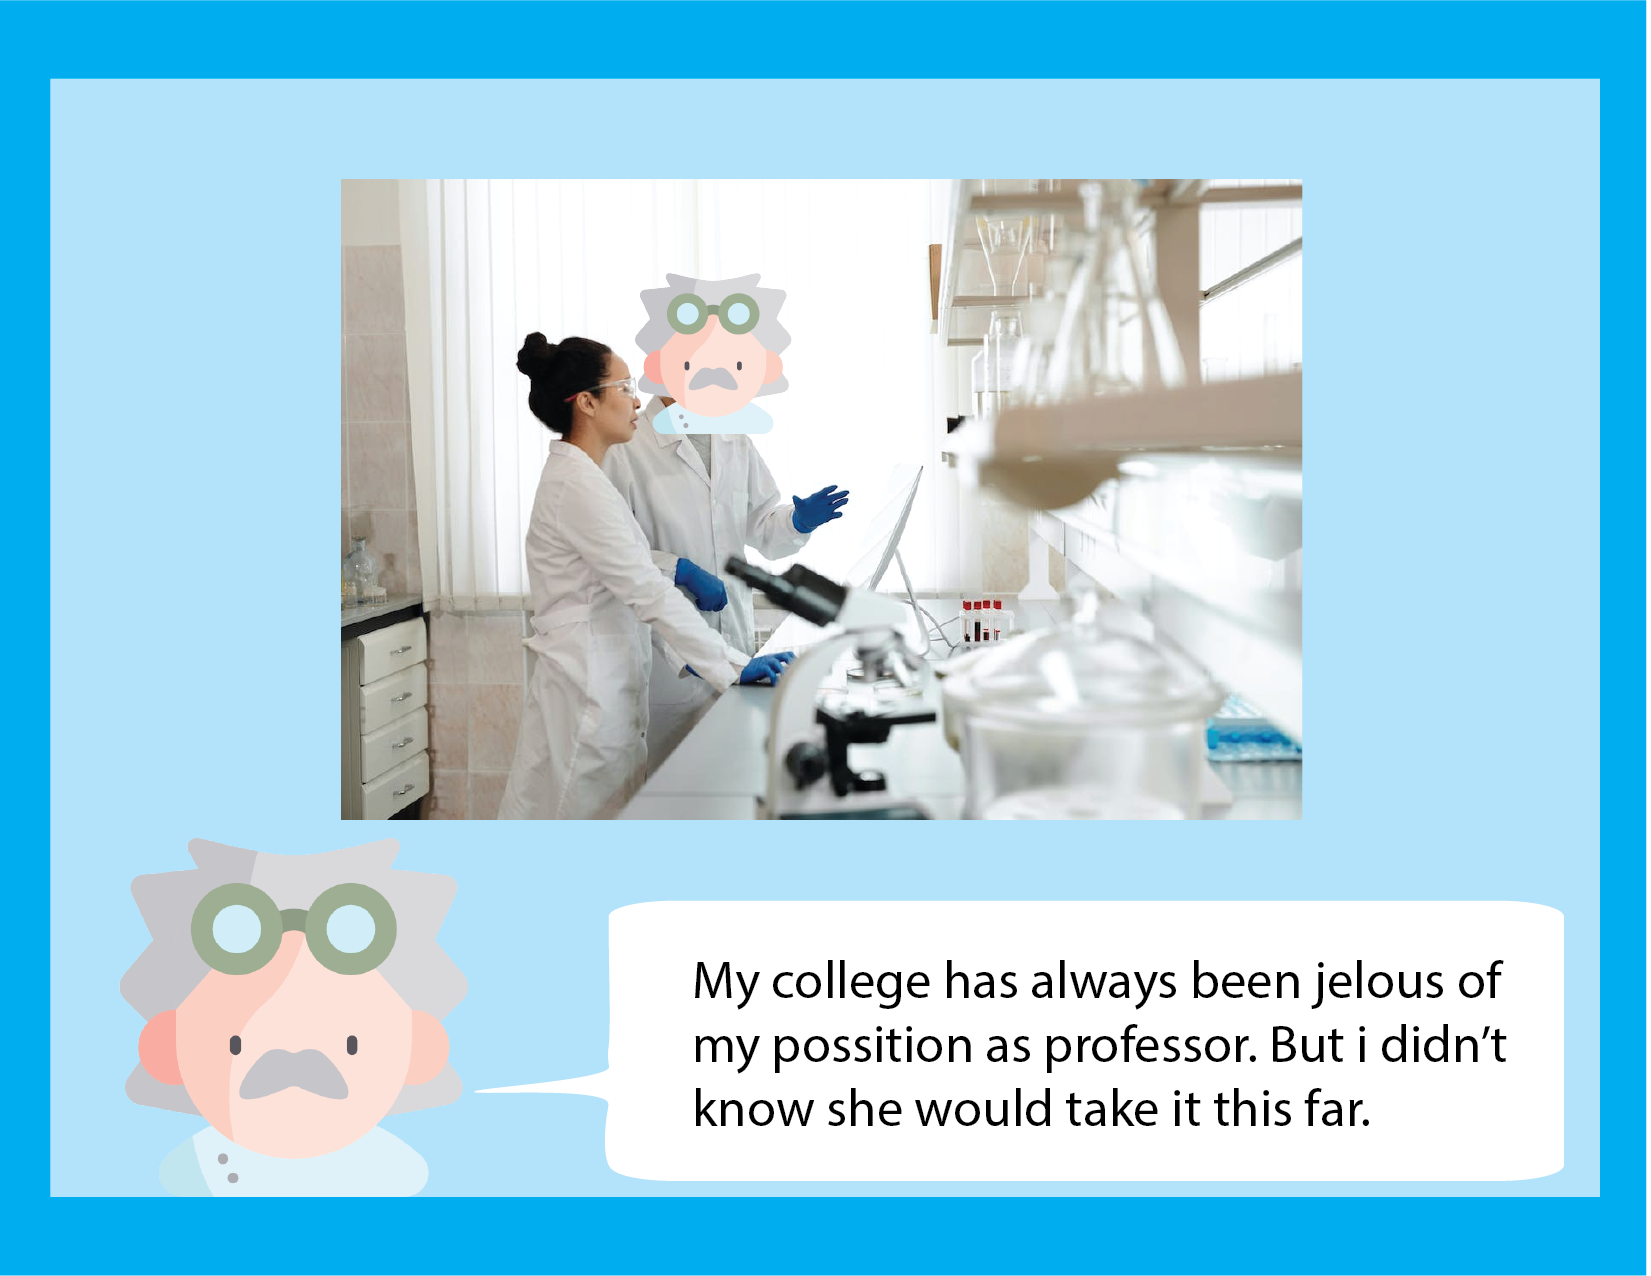 My college has always been jelous of
my possition as professor. But i didn’t
know she would take it this far.